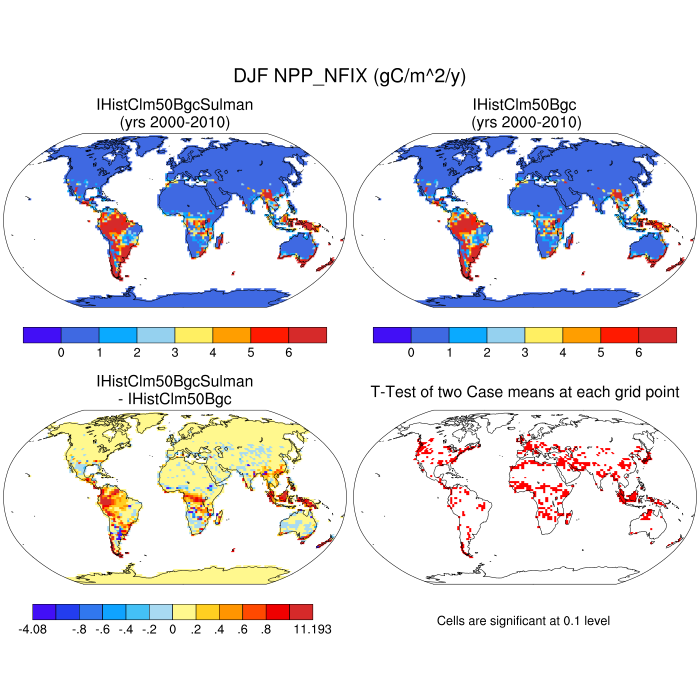 DJF NPP_NFIX (gC/m^2/y)
IHistClm50BgcSulman
(yrs 2000-2010)
IHistClm50Bgc
(yrs 2000-2010)
0 1 2 3 4 5 6
0 1 2 3 4 5 6
IHistClm50BgcSulman
- IHistClm50Bgc
T-Test of two Case means at each grid point
-4.08 -.8 -.6 -.4 -.2 0 .2 .4 .6 .8 11.193
Cells are significant at 0.1 level